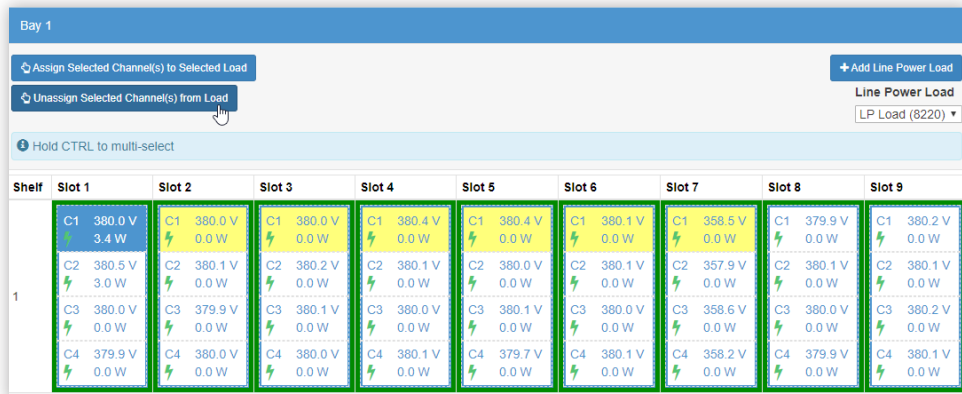 Bay 1
Assign Selected Channel(s) to Selected Load
Add Line Power Load
Unassign Selected Channel(s) from Load
Line Power Load
LP Load (8220)
Hold CTRL to multi-select
Shelf Slot 1 Slot 2 Slot 3 Slot 4 Slot 5 Slot 6 Slot 7 Slot 8 Slot 9
C1 380.0 V C1 380.0 V C1 380.0 V C1 380.4 V C1 380.4 V C1 380.1 V C1 358.5 V C1 379.9 V C1 380.2 V
3.4 W 0.0 W 0.0 W 0.0 W 0.0 W 0.0 W 0.0 W 0.0 W 0.0 W
C2 380.5 V C2 380.1 V C2 380.2 V C2 380.1 V C2 380.0 V C2 380.1 V C2 357.9 V C2 380.1 V C2 380.1 V
3.0 W 0.0 W 0.0 W 0.0 W 0.0 W 0.0 W 0.0 W 0.0 W 0.0 W
1
C3 380.0 V C3 379.9 V C3 380.1 V C3 380.0 V C3 380.1 V C3 380.0 V C3 358.6 V C3 380.0 V C3 380.2 V
0.0 W 0.0 W 0.0 W 0.0 W 0.0 W 0.0 W 0.0 W 0.0 W 0.0 W
C4 379.9 V C4 380.0 V C4 380.0 V C4 380.1 V C4 379.7 V C4 380.1 V C4 358.2 V C4 379.9 V C4 380.1 V
0.0 W 0.0 W 0.0 W 0.0 W 0.0 W 0.0 W 0.0 W 0.0 W 0.0 W